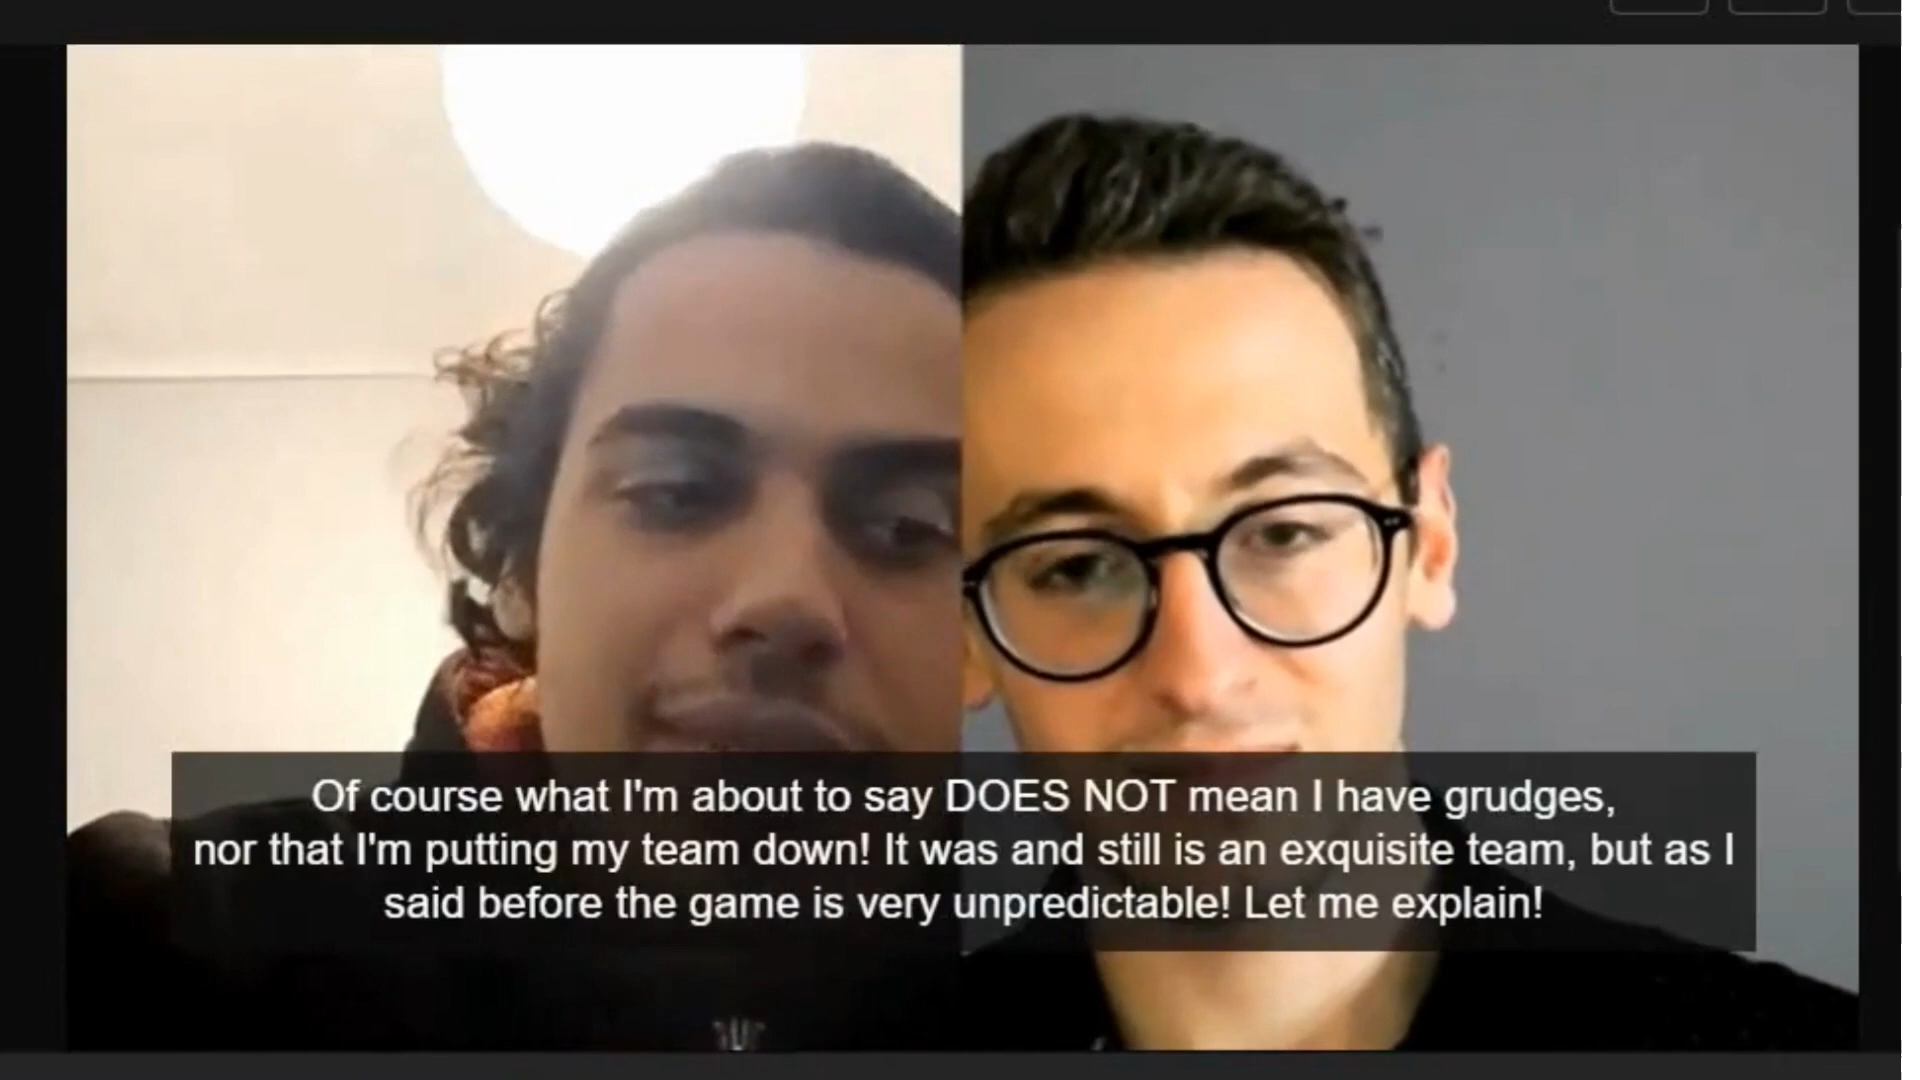 Of course what I'm about to say DOES NOT mean I have grudges,
nor that I'm putting my team down! It was and still is an exquisite team, but as I
said before the game is very unpredictable! Let me explain!